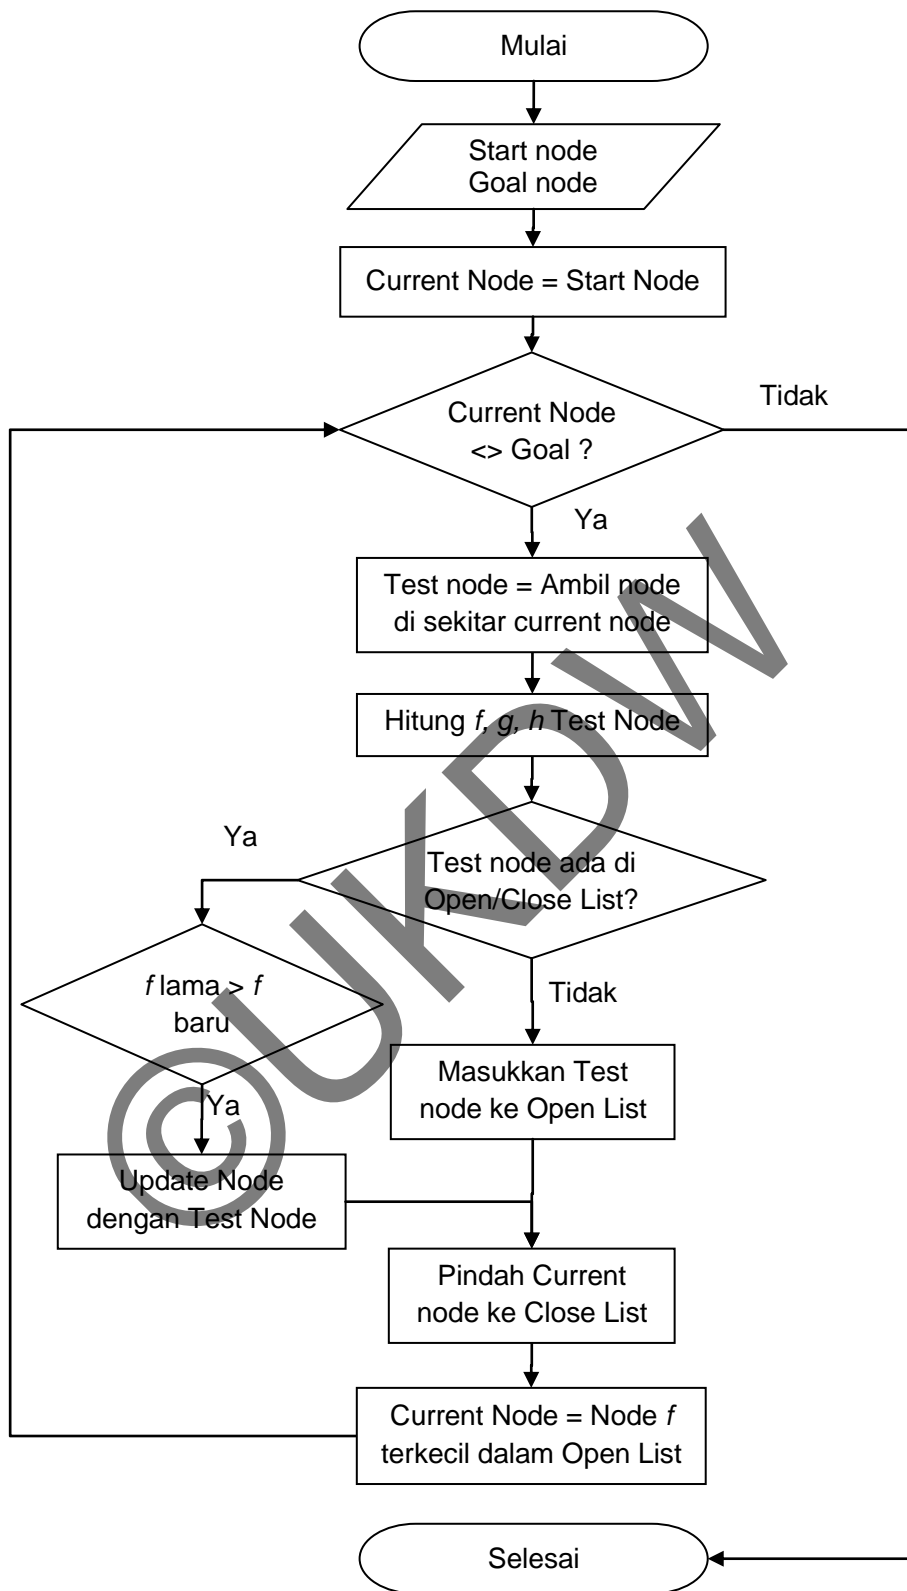 Mulai
Start node
Goal node
Current Node = Start Node
Current Node
<> Goal ?
Tidak
Ya
Test node = Ambil node
di sekitar current node
Hitung f, g, h Test Node
Ya
Test node ada di
Open/Close List?
f lama > f
baru
Tidak
Ya
Masukkan Test
node ke Open List
Update Node
dengan Test Node
Pindah Current
node ke Close List
Current Node = Node f
terkecil dalam Open List
Selesai
©UKDW